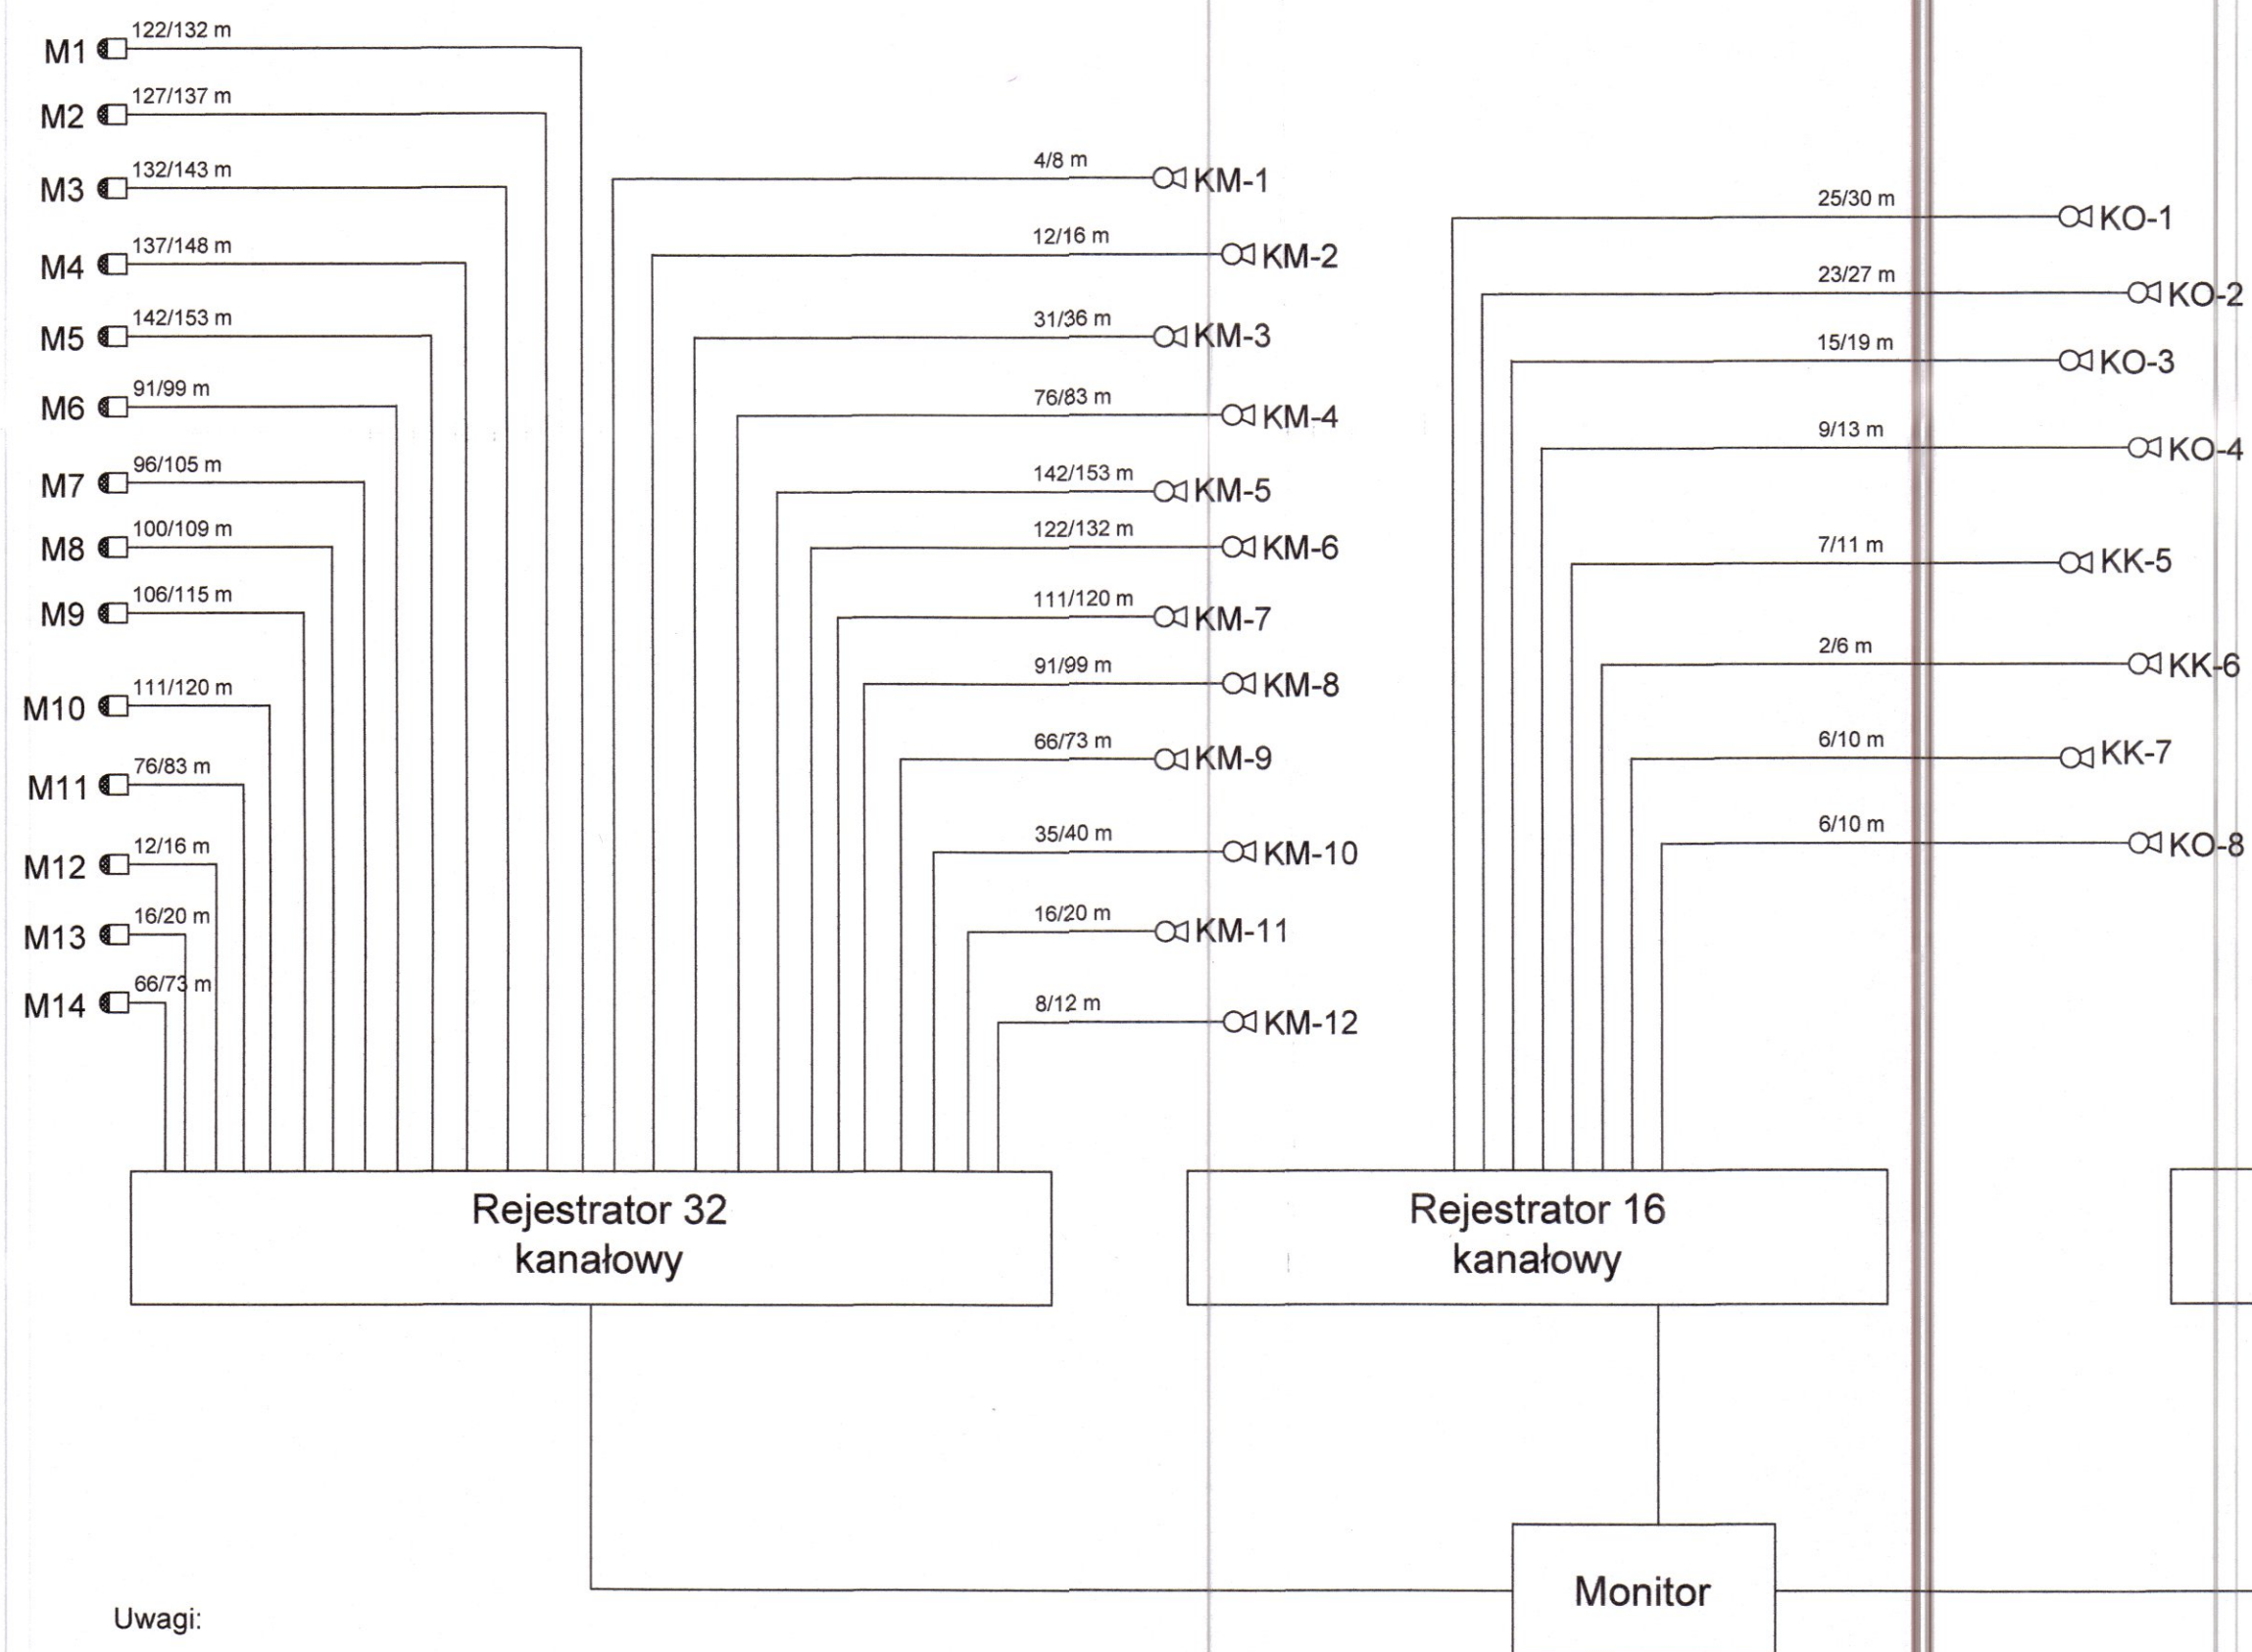 122/132 m
M1
127/137 m
M2
132/143 m
M3
137/148 m
M4
142/153 m
M5
91/99 m
M6
96/105 m
M7
100/109 m
M8
106/115 m
M9
111/120 m
M10
76/83 m
M11
12/16 m
M12
16/20 m
M13
66/73 m
M14
4/8 m
KM-1
12/16 m
KM-2
31/36 m
KM-3
76/83 m
KM-4
142/153 m
KM-5
122/132 m
KM-6
111/120 m
KM-7
91/99 m
KM-8
66/73 m
KM-9
35/40 m
KM-10
16/20 m
KM-11
8/12 m
KM-12
25/30 m
KO-1
23/27 m
KO-2
15/19 m
KO-3
9/13 m
KO-4
7/11 m
KK-5
2/6 m
KK-6
6/10 m
KK-7
6/10 m
KO-8
Rejestrator 32
kanałowy
Rejestrator 16
kanałowy
Monitor
Uwagi: